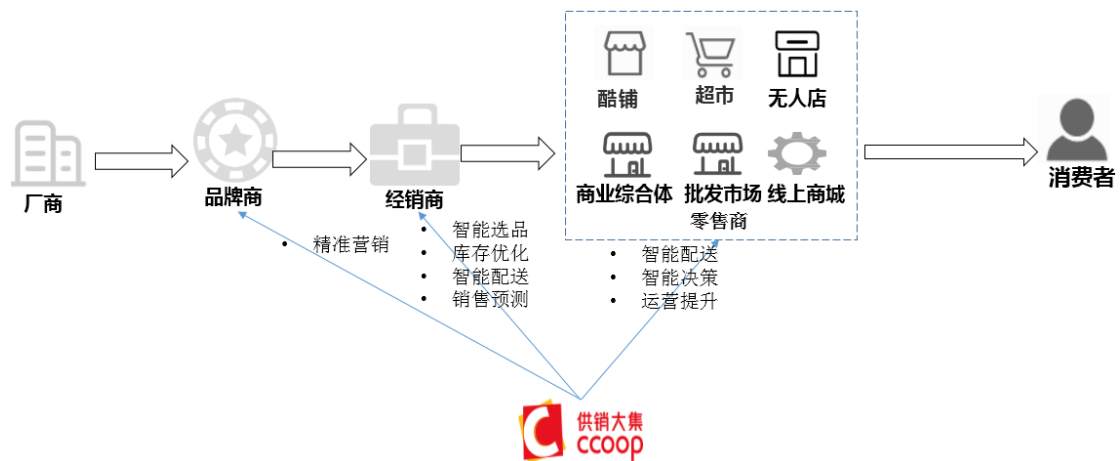 酷铺
超市
无人店
厂商
品牌商
经销商
商业综合体
批发市场
线上商城
零售商
消费者
• 精准营销
• 智能选品
• 库存优化
• 智能配送
• 销售预测
• 智能配送
• 智能决策
• 运营提升
供销大集
ccoop